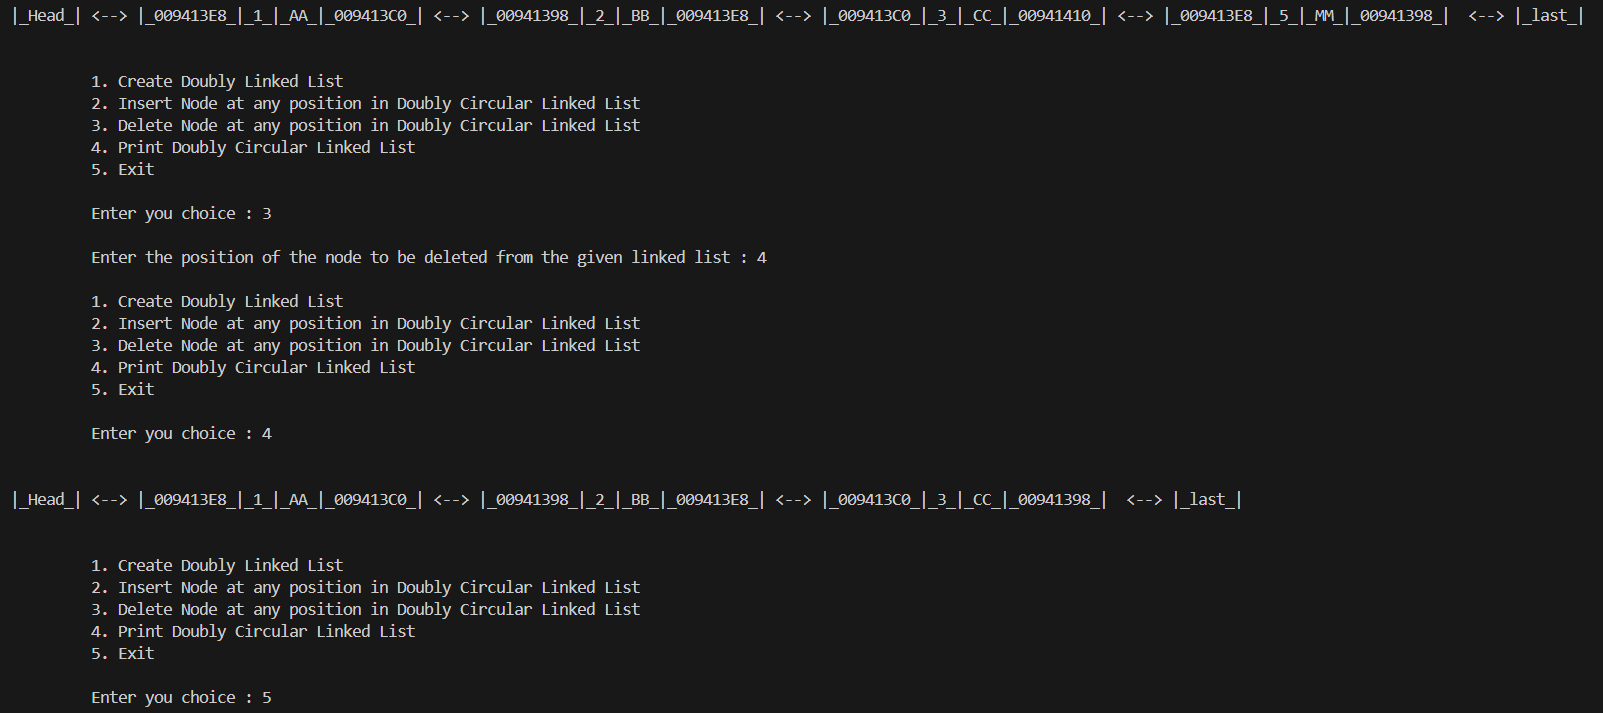 |_Head_| <--> |_009413E8_|_1_|_AA_|_009413C0_| <--> |_00941398_|_2_|_BB_|_009413E8_| <--> |_009413C0_|_3_|_CC_|_00941410_| <--> |_009413E8_|_5_|_MM_|_00941398_|  <--> |_last_|
1. Create Doubly Linked List
2. Insert Node at any position in Doubly Circular Linked List
3. Delete Node at any position in Doubly Circular Linked List
4. Print Doubly Circular Linked List
5. Exit
Enter you choice : 3
Enter the position of the node to be deleted from the given linked list : 4
1. Create Doubly Linked List
2. Insert Node at any position in Doubly Circular Linked List
3. Delete Node at any position in Doubly Circular Linked List
4. Print Doubly Circular Linked List
5. Exit
Enter you choice : 4
|_Head_| <--> |_009413E8_|_1_|_AA_|_009413C0_| <--> |_00941398_|_2_|_BB_|_009413E8_| <--> |_009413C0_|_3_|_CC_|_00941398_|  <--> |_last_|
1. Create Doubly Linked List
2. Insert Node at any position in Doubly Circular Linked List
3. Delete Node at any position in Doubly Circular Linked List
4. Print Doubly Circular Linked List
5. Exit
Enter you choice : 5